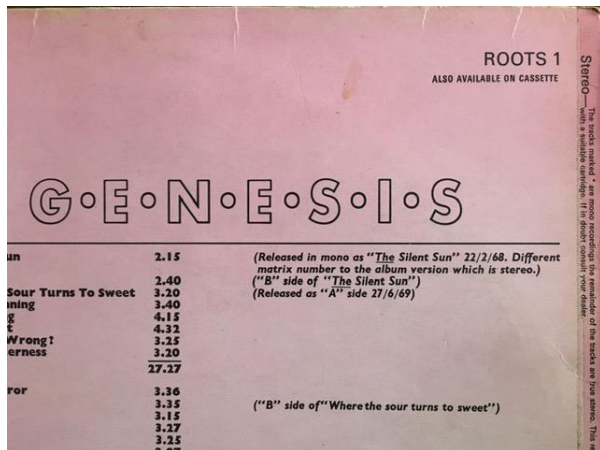 ROOTS 1
ALSO AVAILABLE ON CASSETTE
G•E•N•E•S•I•S
un 2.15 (Released in mono as "The Silent Sun" 22/2/68. Different
matrix number to the album version which is stereo.)
2.40 ("B" side of "The Silent Sun")
Sour Turns To Sweet 3.20 (Released as "A" side 27/6/69)
ning 3.40
g 4.15
t 4.32
Wrong? 3.25
erness 3.20
27.27
ror 3.36
3.35 ("B" side of "Where the sour turns to sweet")
3.15
3.27
3.25
Stereo— The tracks marked * are mono recordings the remainder of the tracks are true stereo. This re
with a suitable cartridge. If in doubt consult your dealer.